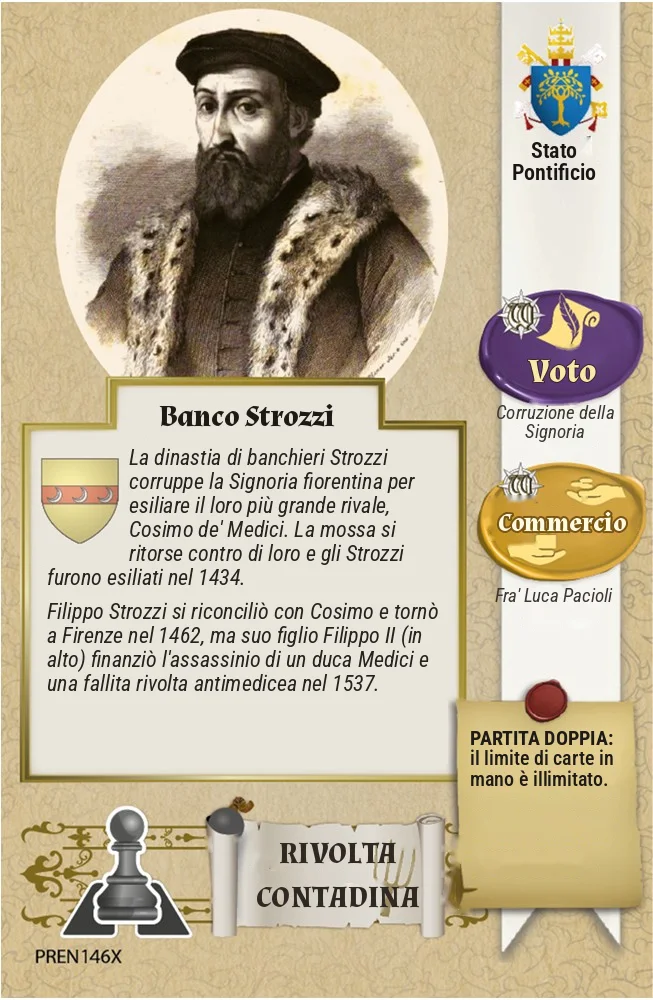 Stato
Pontificio
Voto
Corruzione della
Signoria
Commercio
Fra' Luca Pacioli
Banco Strozzi
La dinastia di banchieri Strozzi
corruppe la Signoria fiorentina per
esiliare il loro più grande rivale,
Cosimo de' Medici. La mossa si
ritorse contro di loro e gli Strozzi
furono esiliati nel 1434.
Filippo Strozzi si riconciliò con Cosimo e tornò
a Firenze nel 1462, ma suo figlio Filippo II (in
alto) finanziò l'assassinio di un duca Medici e
una fallita rivolta antimedicea nel 1537.
PARTITA DOPPIA:
il limite di carte in
mano è illimitato.
RIVOLTA
CONTADINA
PREN146X